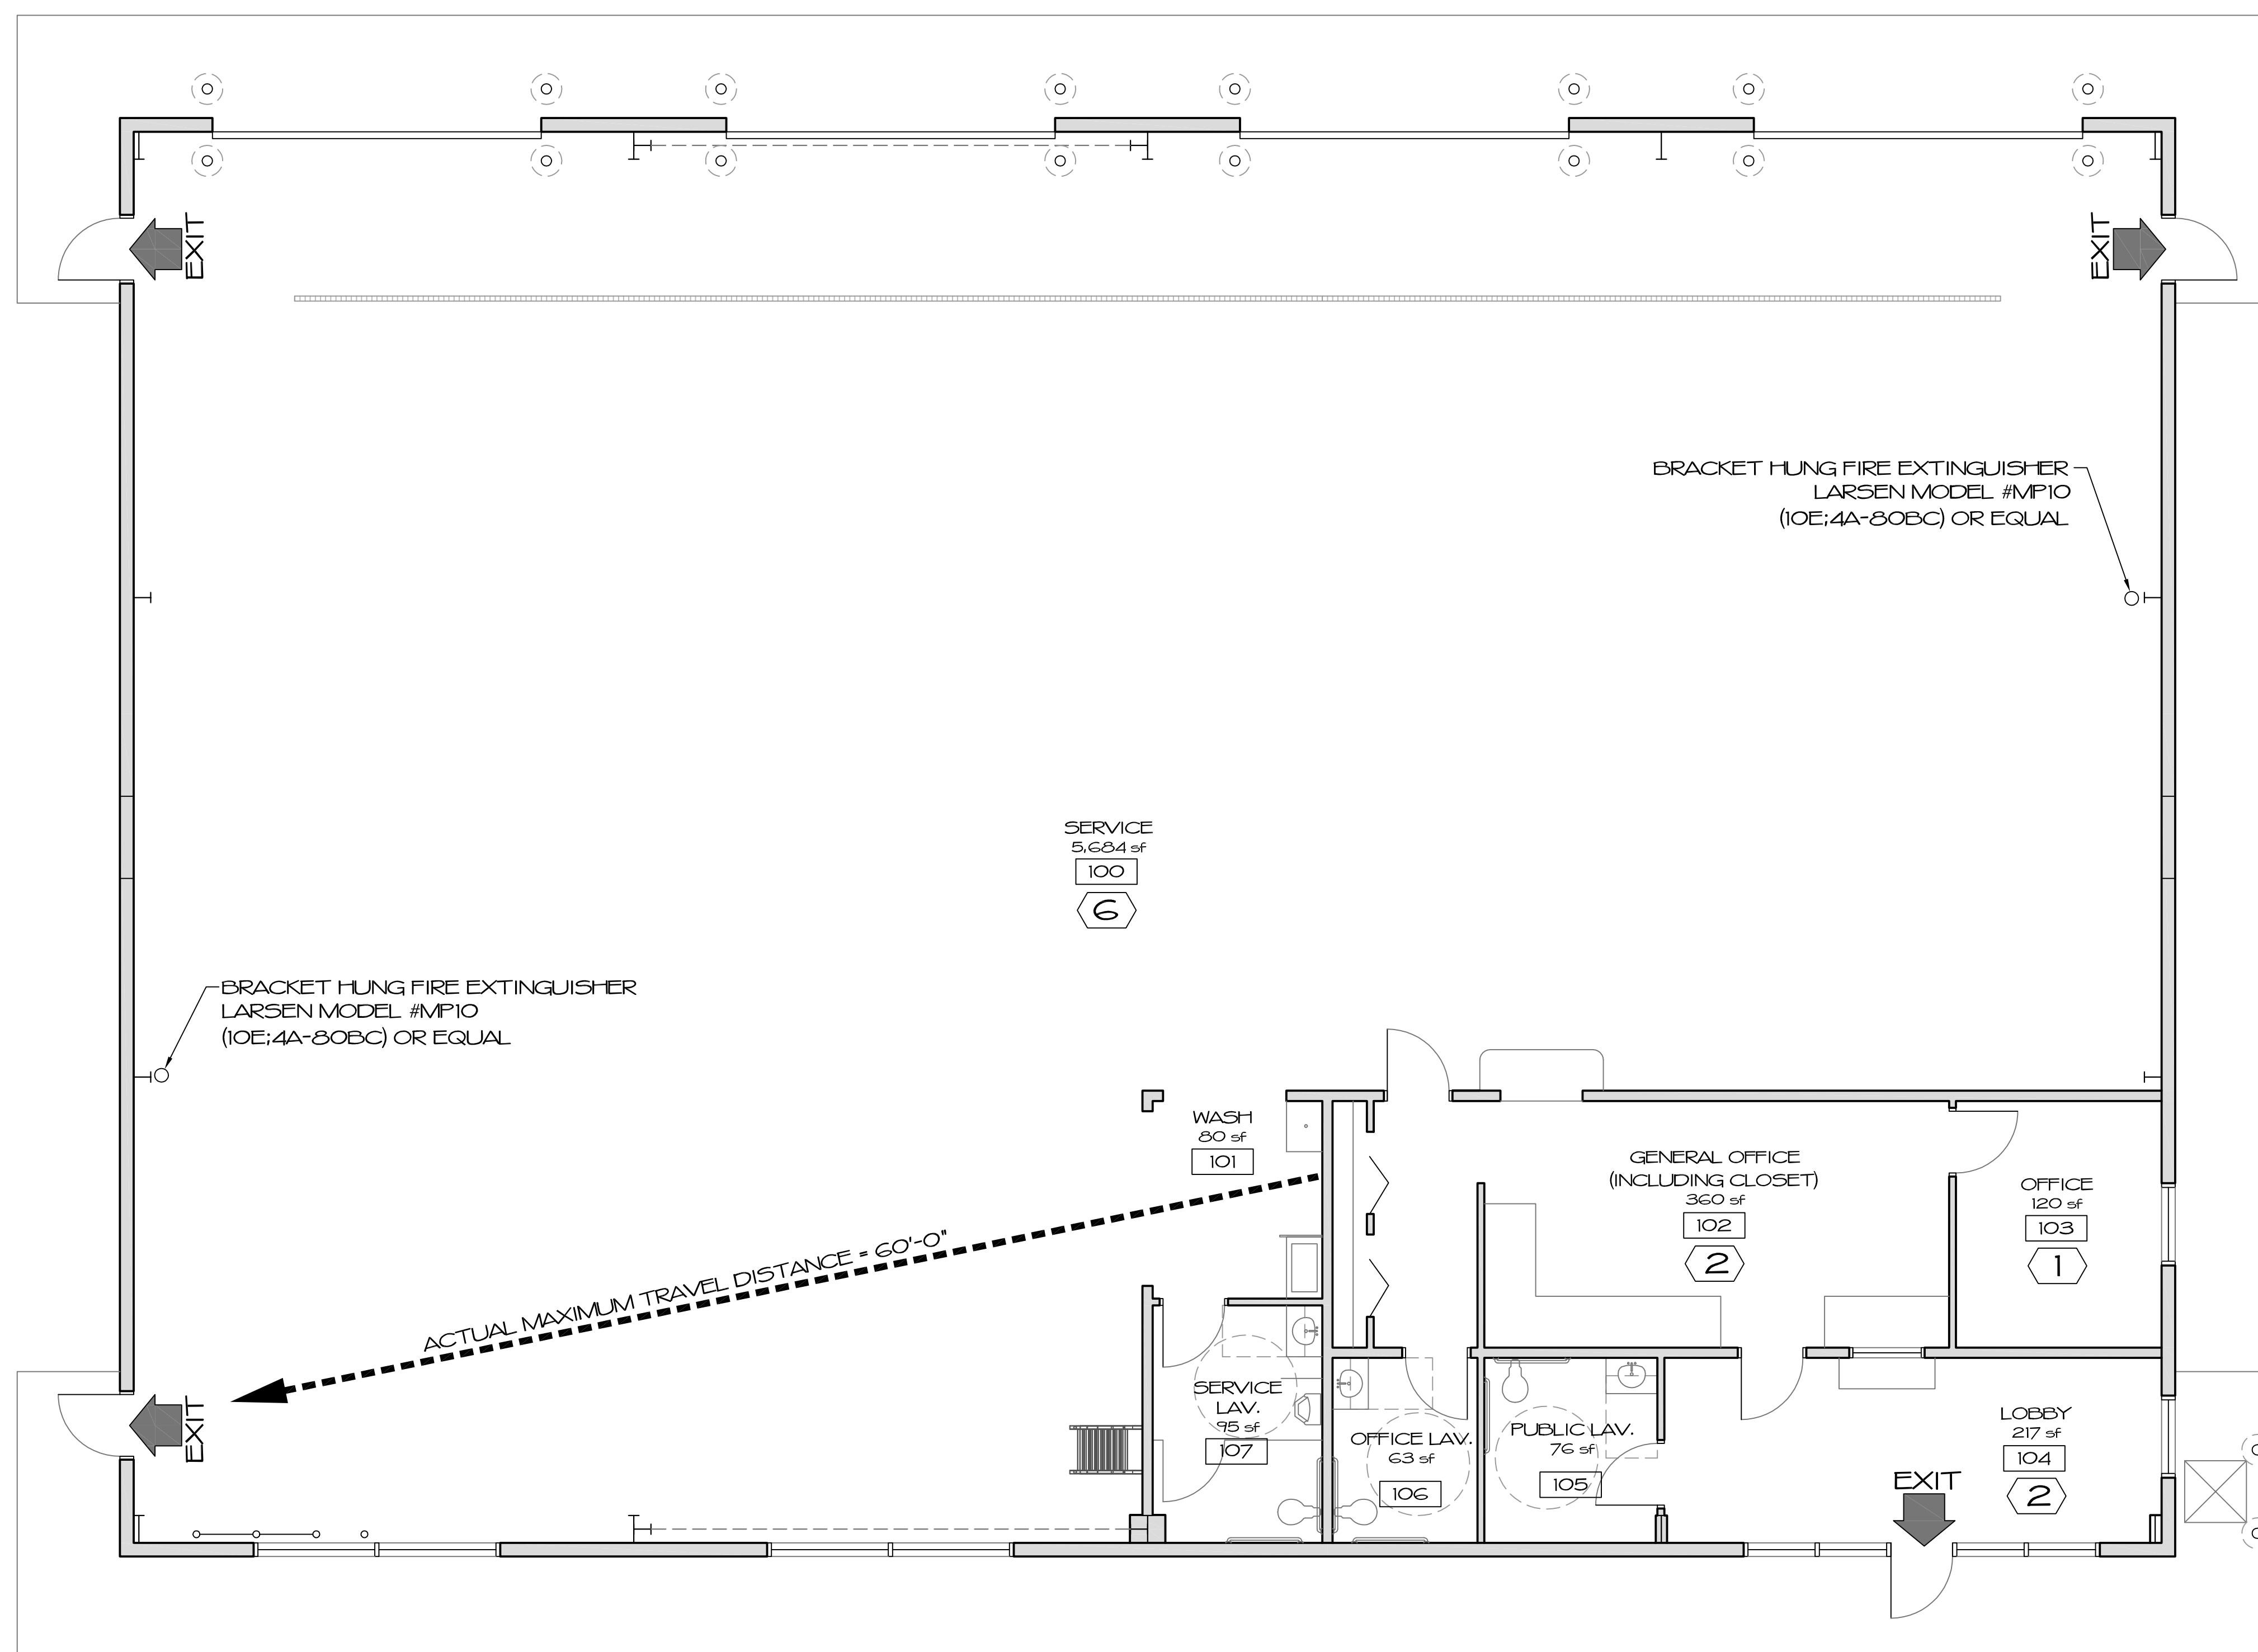 EXIT
EXIT
BRACKET HUNG FIRE EXTINGUISHER
LARSEN MODEL #MP10
(10E;4A-80BC) OR EQUAL
SERVICE
5,684 sf
100
6
BRACKET HUNG FIRE EXTINGUISHER
LARSEN MODEL #MP10
(10E;4A-80BC) OR EQUAL
WASH
80 sf
101
GENERAL OFFICE
(INCLUDING CLOSET)
360 sf
102
2
OFFICE
120 sf
103
1
ACTUAL MAXIMUM TRAVEL DISTANCE = 60'-0"
EXIT
SERVICE
LAV.
95 sf
107
OFFICE LAV.
63 sf
106
PUBLIC LAV.
76 sf
105
LOBBY
217 sf
104
2
EXIT